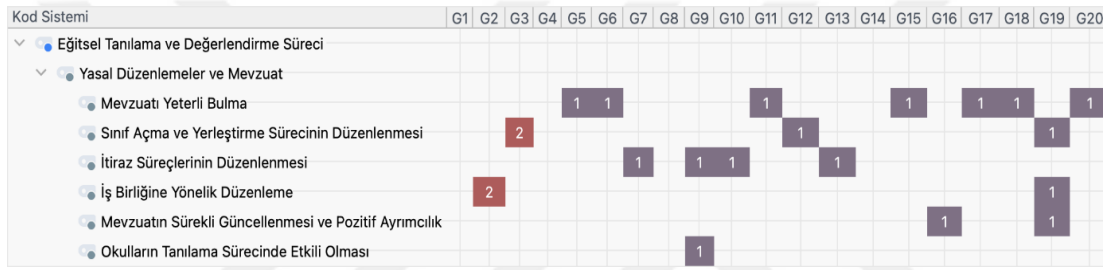 Kod Sistemi G1 G2 G3 G4 G5 G6 G7 G8 G9 G10 G11 G12 G13 G14 G15 G16 G17 G18 G19 G20
Eğitsel Tanılama ve Değerlendirme Süreci
Yasal Düzenlemeler ve Mevzuat
Mevzuatı Yeterli Bulma 1 1 1 1 1 1 1
Sınıf Açma ve Yerleştirme Sürecinin Düzenlenmesi 2 1 1
İtiraz Süreçlerinin Düzenlenmesi 1 1 1 1
İş Birliğine Yönelik Düzenleme 2 1
Mevzuatın Sürekli Güncellenmesi ve Pozitif Ayrımcılık 1 1
Okulların Tanılama Sürecinde Etkili Olması 1